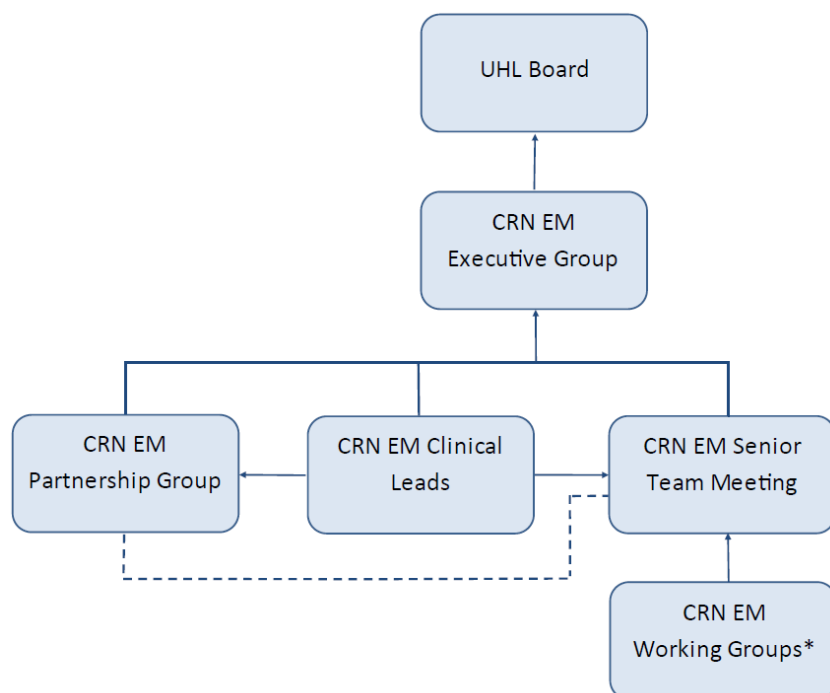 UHL Board
CRN EM
Executive Group
CRN EM
Partnership Group
CRN EM Clinical
Leads
CRN EM Senior
Team Meeting
CRN EM
Working Groups*